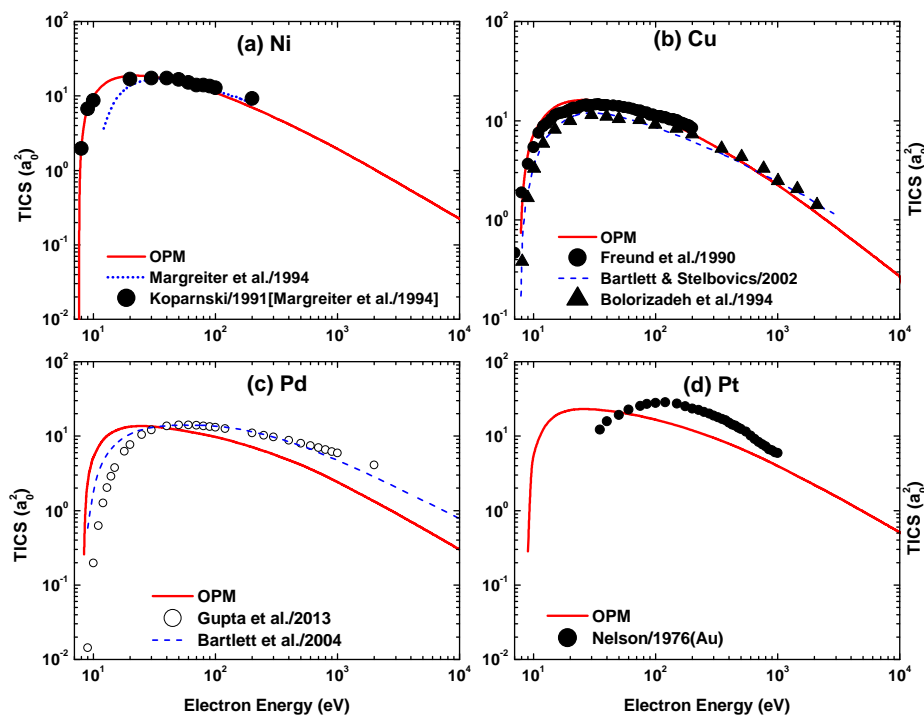 (a) Ni
TICS (a₀²)
10²
10¹
10⁰
10⁻¹
10⁻²
OPM
Margreiter et al./1994
Koparnski/1991[Margreiter et al./1994]
10¹ 10² 10³ 10⁴
(b) Cu
TICS (a₀²)
10²
10¹
10⁰
10⁻¹
OPM
Freund et al./1990
Bartlett & Stelbovics/2002
Bolorizadeh et al./1994
10¹ 10² 10³ 10⁴
(c) Pd
TICS (a₀²)
10²
10¹
10⁰
10⁻¹
10⁻²
OPM
Gupta et al./2013
Bartlett et al./2004
10¹ 10² 10³ 10⁴
Electron Energy (eV)
(d) Pt
TICS (a₀²)
10²
10¹
10⁰
10⁻¹
10⁻²
OPM
Nelson/1976(Au)
10¹ 10² 10³ 10⁴
Electron Energy (eV)